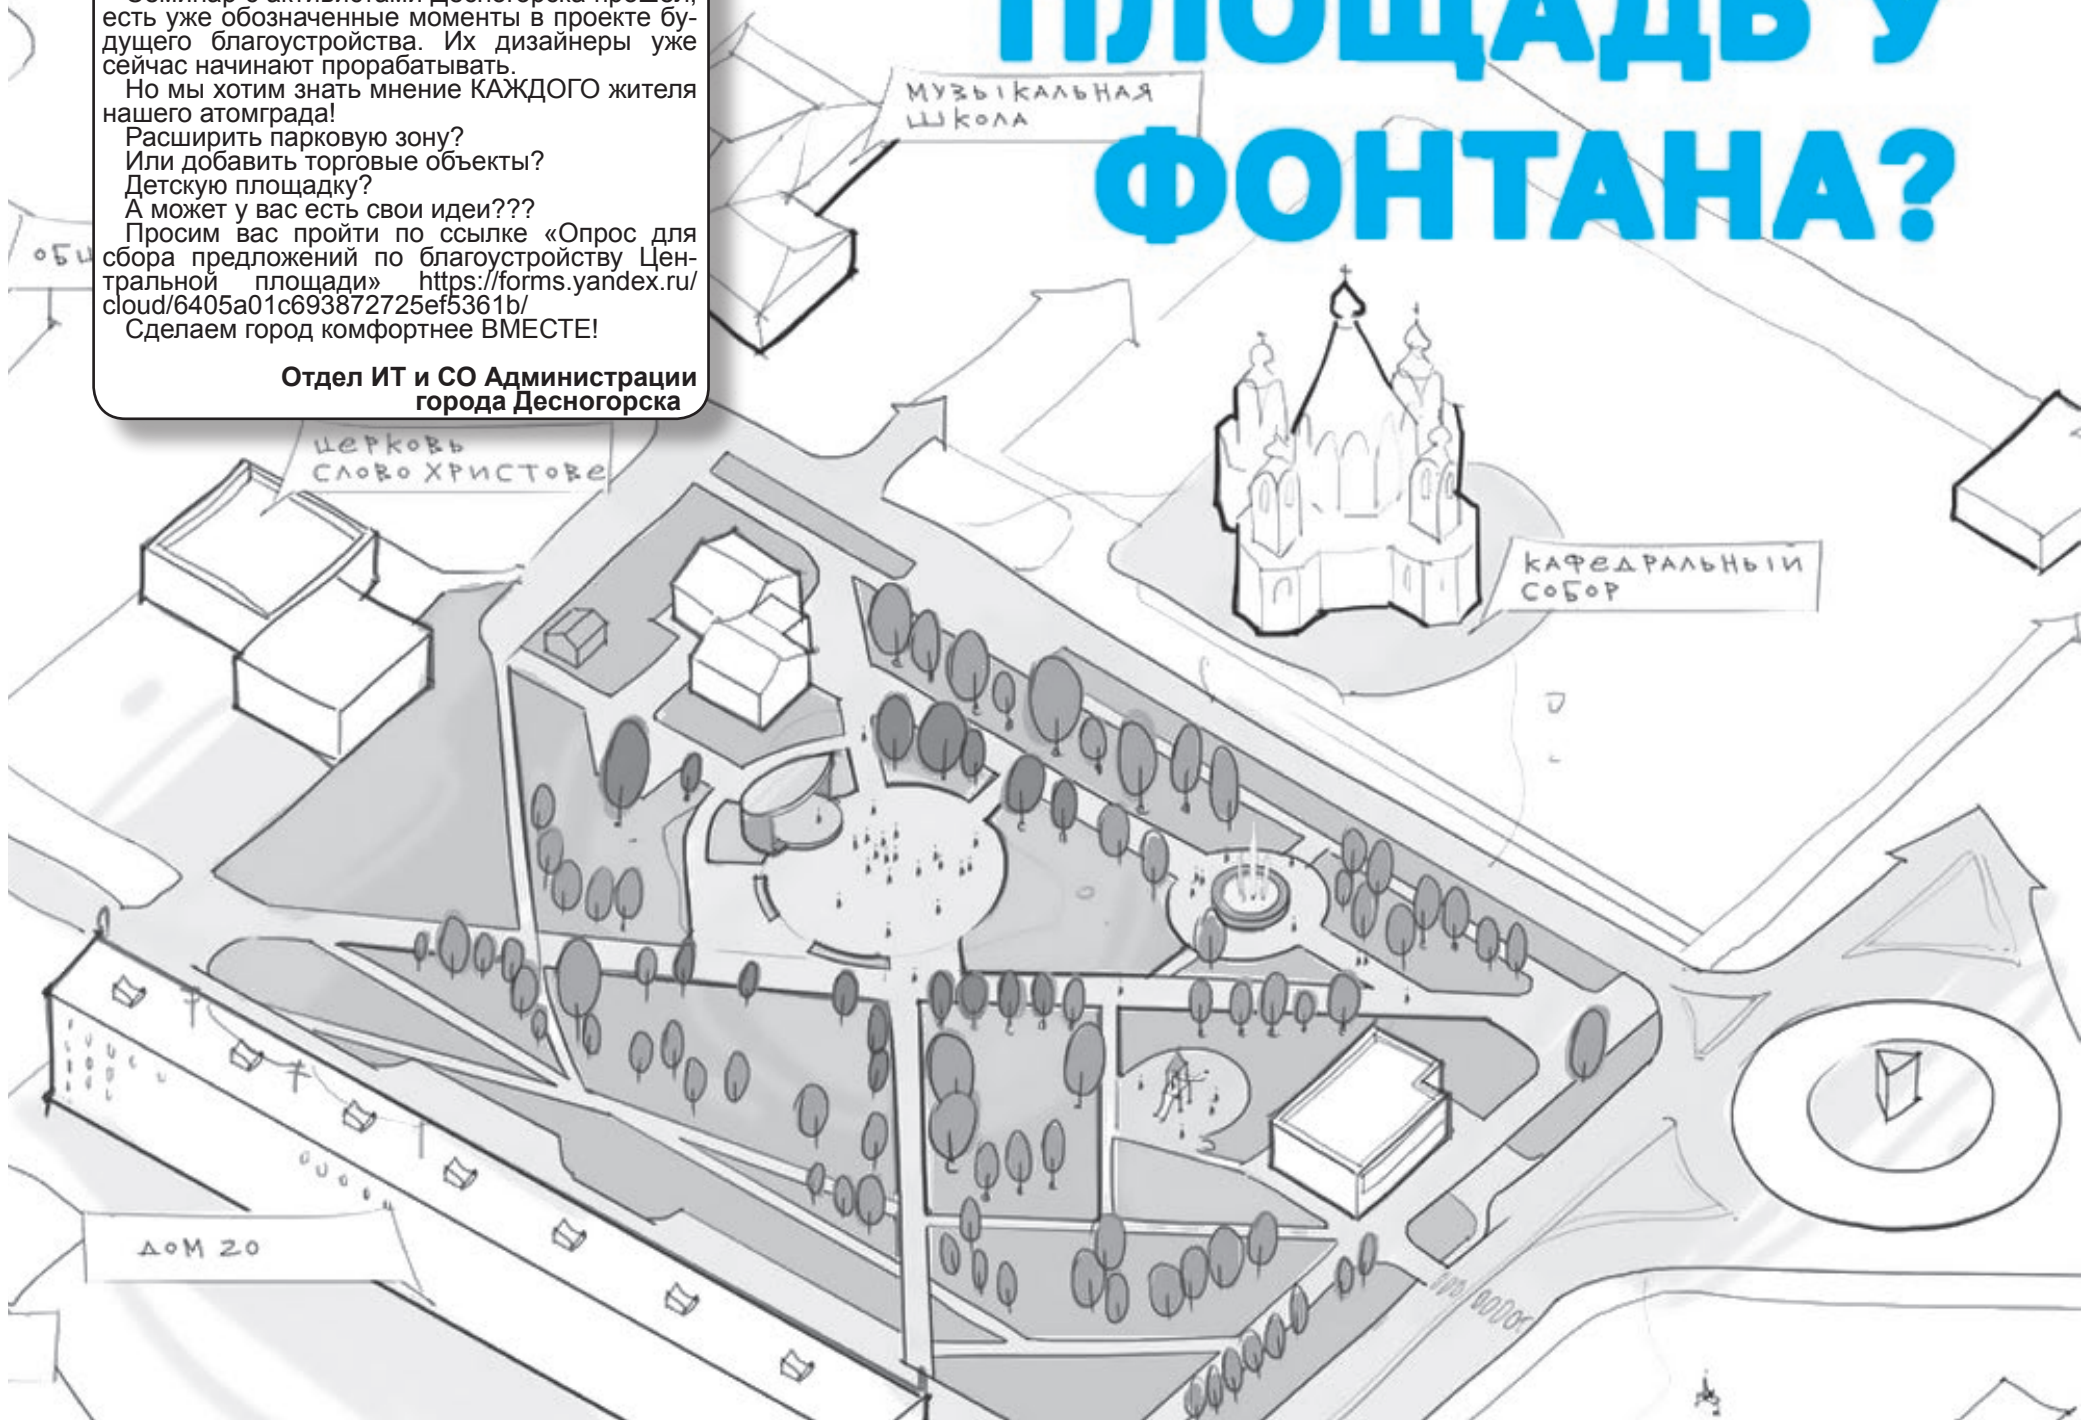 Семинар с активистами Десногорска прошел,
есть уже обозначенные моменты в проекте бу-
дущего благоустройства. Их дизайнеры уже
сейчас начинают прорабатывать.
Но мы хотим знать мнение КАЖДОГО жителя
нашего атомграда!
Расширить парковую зону?
Или добавить торговые объекты?
Детскую площадку?
А может у вас есть свои идеи???
Просим вас пройти по ссылке «Опрос для
сбора предложений по благоустройству Цен-
тральной площади» https://forms.yandex.ru/
cloud/6405a01c693872725ef5361b/
Сделаем город комфортнее ВМЕСТЕ!
Отдел ИТ и СО Администрации
города Десногорска
ПЛОЩАДЬ У
ФОНТАНА?
МУЗЫКАЛЬНАЯ
ШКОЛА
ЦЕРКОВЬ
СЛОВО ХРИСТОВЕ
КАФЕДРАЛЬНЫЙ
СОБОР
ДОМ 20